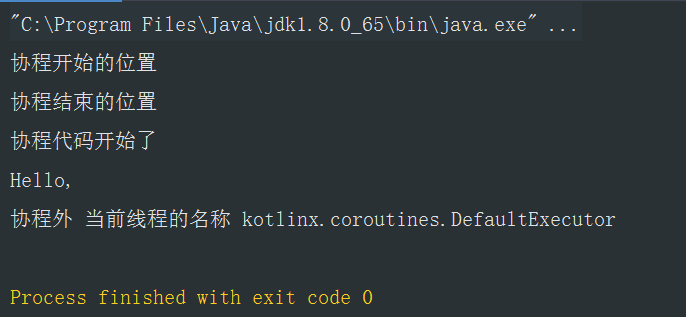 "C:\Program Files\Java\jdk1.8.0_65\bin\java.exe" ...
协程开始的位置
协程结束的位置
协程代码开始了
Hello,
协程外 当前线程的名称 kotlinx.coroutines.DefaultExecutor
Process finished with exit code 0